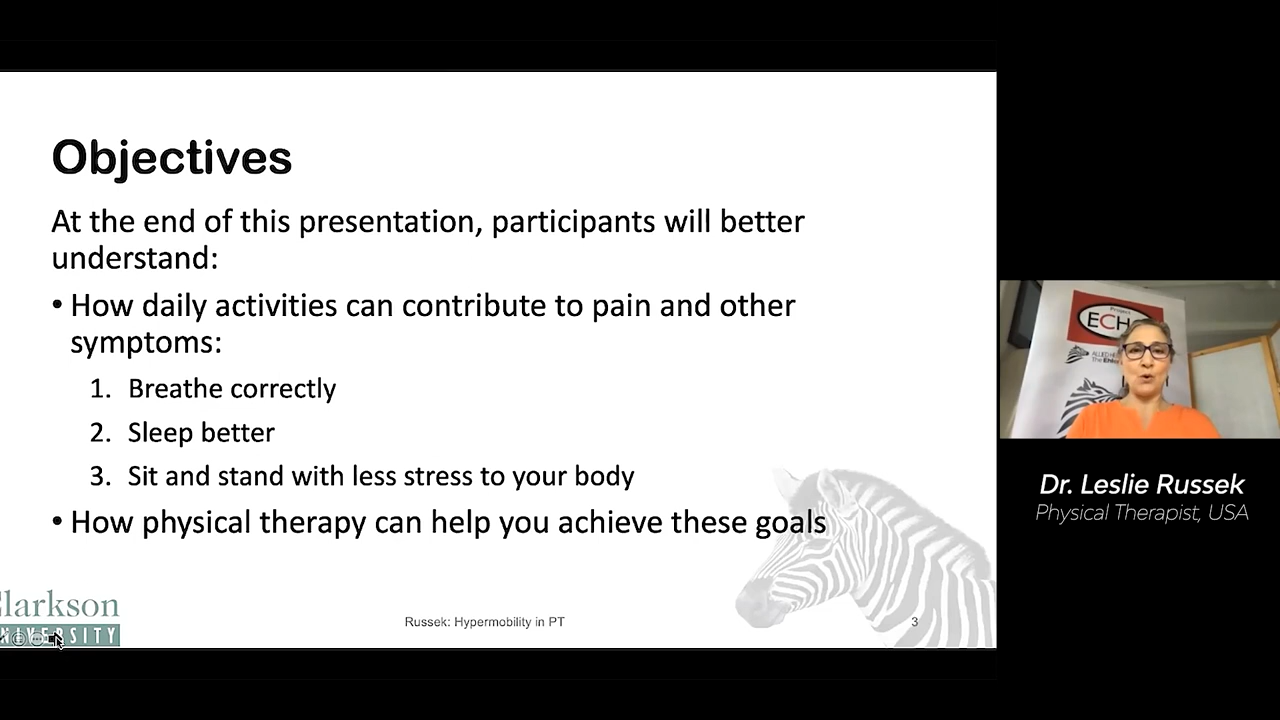 Objectives
At the end of this presentation, participants will better
understand:
• How daily activities can contribute to pain and other
symptoms:
1. Breathe correctly
2. Sleep better
3. Sit and stand with less stress to your body
• How physical therapy can help you achieve these goals
Russek: Hypermobility in PT
3
Project
ECH
Dr. Leslie Russek
Physical Therapist, USA